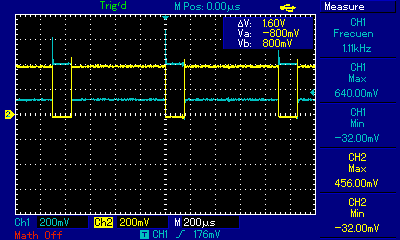 Trig'd M Pos: 0.00µs Measure
ΔV: 1.60V
Va: -800mV
Vb: 800mV
CH1
Frecuen
1.11kHz
CH1
Max
640.00mV
CH1
Min
-32.00mV
CH2
Max
456.00mV
CH2
Min
-32.00mV
2
Ch1 200mV Ch2 200mV M 200µs
Math Off T CH1 176mV